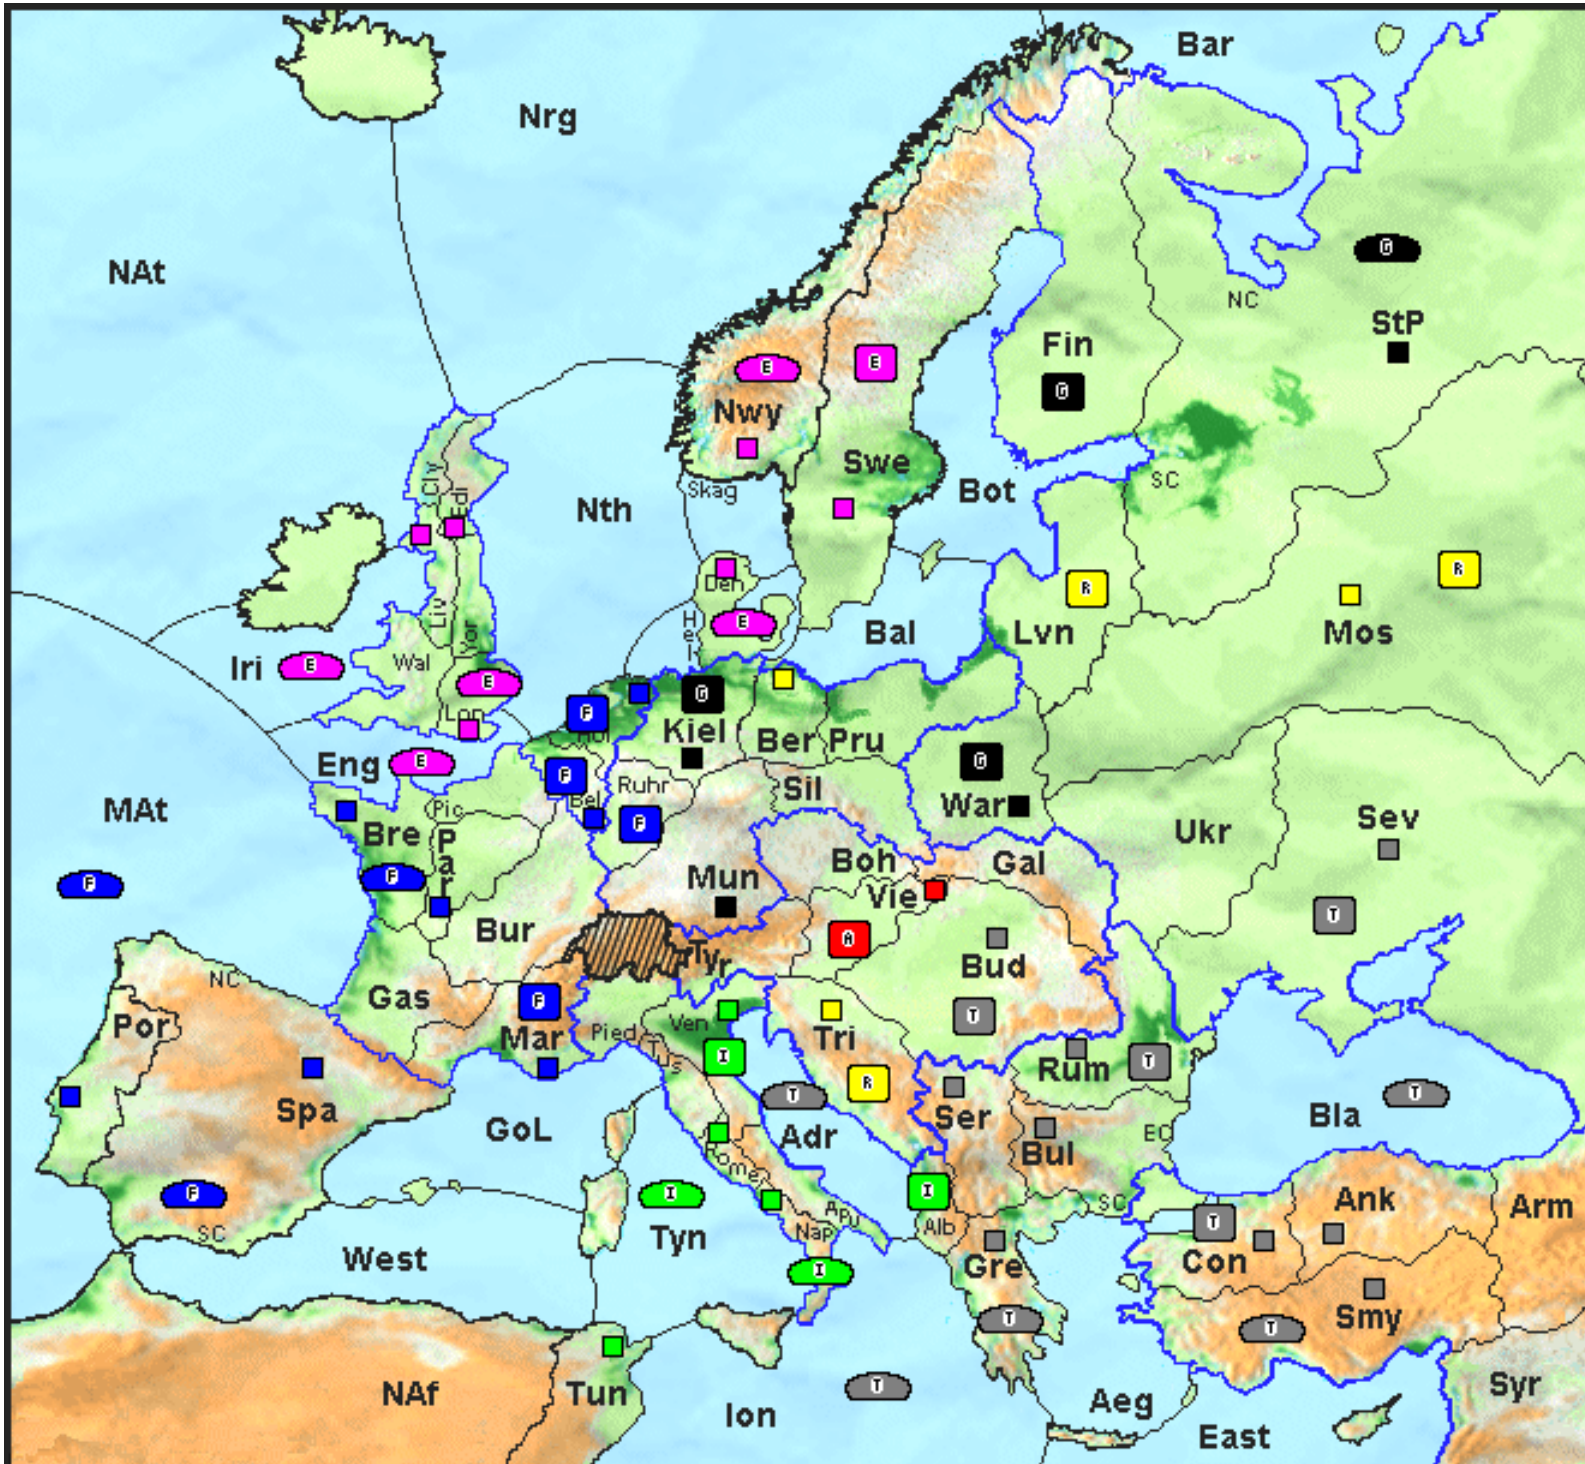 Bar
Nrg
NAt
G
NC
StP
Fin
E
E
G
Nwy
Swe
Cly
Edi
Skag
Bot
SC
Nth
Den
R
R
Hel
E
Liv
Yor
Bal
Lvn
Mos
Iri
E
Wal
E
G
F
Lon
Hol
Kiel
Ber
Pru
Eng
E
F
Ruhr
Sil
G
War
MAt
Pic
Bel
Bre
Par
F
Ukr
Sev
Boh
Gal
F
F
Mun
Vie
T
Bur
A
Bud
Tyr
NC
Gas
F
T
Por
Mar
Pied
Ven
Tri
Tus
I
Rum
T
R
Spa
GoL
T
Adr
Ser
T
Bla
Bul
EC
Rome
F
I
I
Ank
Arm
SC
Tyn
Apu
Nap
Alb
SC
T
West
Gre
Con
I
T
T
Smy
NAf
Tun
T
Ion
Aeg
Syr
East